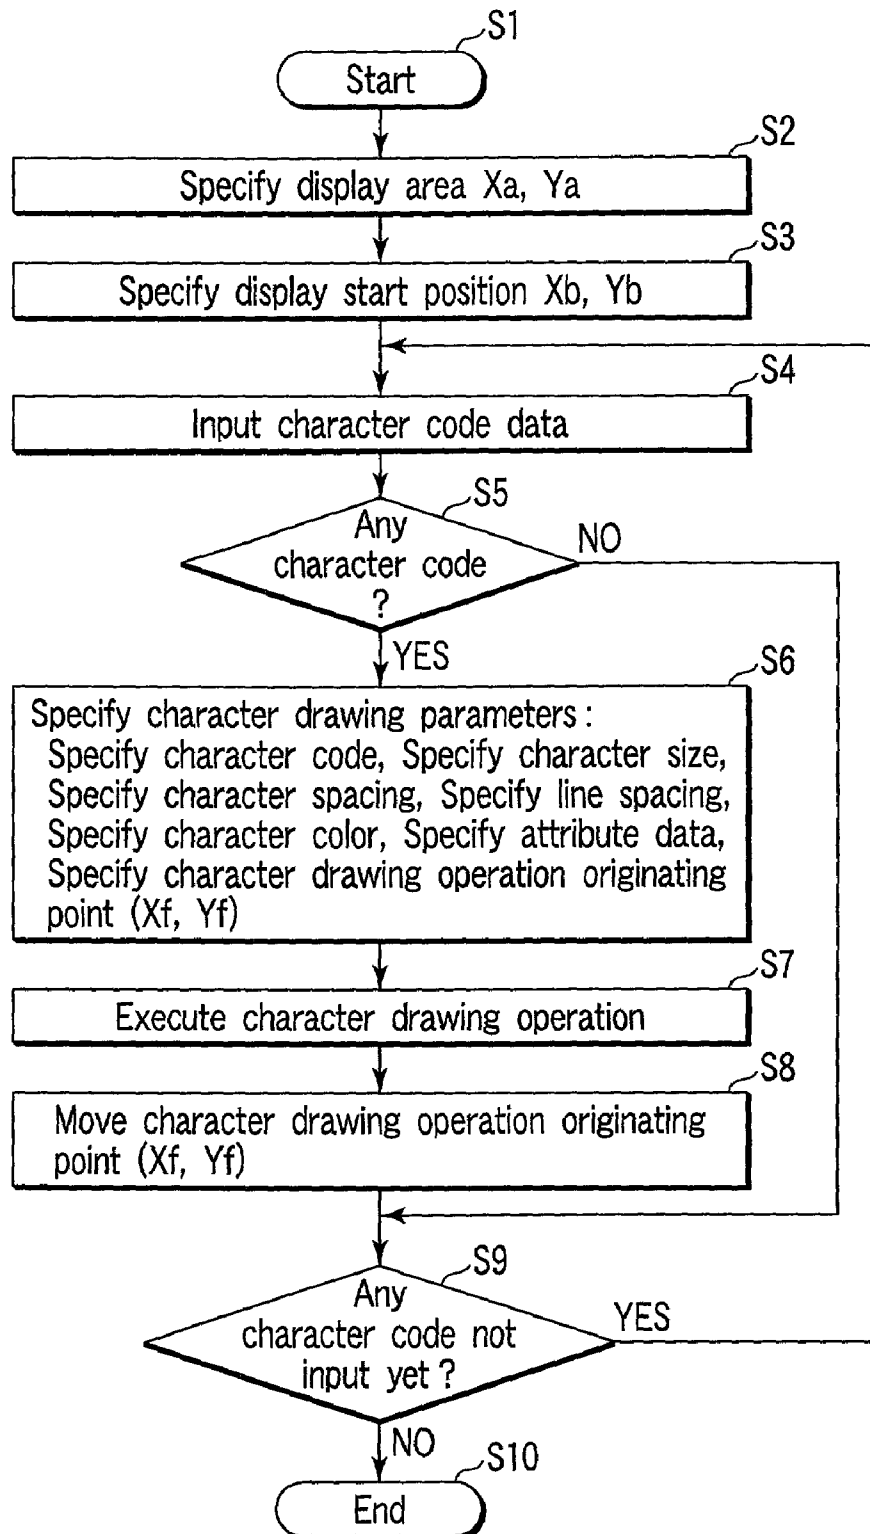 S1
Start
S2
Specify display area Xa, Ya
S3
Specify display start position Xb, Yb
S4
Input character code data
S5
Any
character code
?
NO
YES
S6
Specify character drawing parameters :
Specify character code, Specify character size,
Specify character spacing, Specify line spacing,
Specify character color, Specify attribute data,
Specify character drawing operation originating
point (Xf, Yf)
S7
Execute character drawing operation
S8
Move character drawing operation originating
point (Xf, Yf)
S9
Any
character code not
input yet ?
YES
NO
S10
End